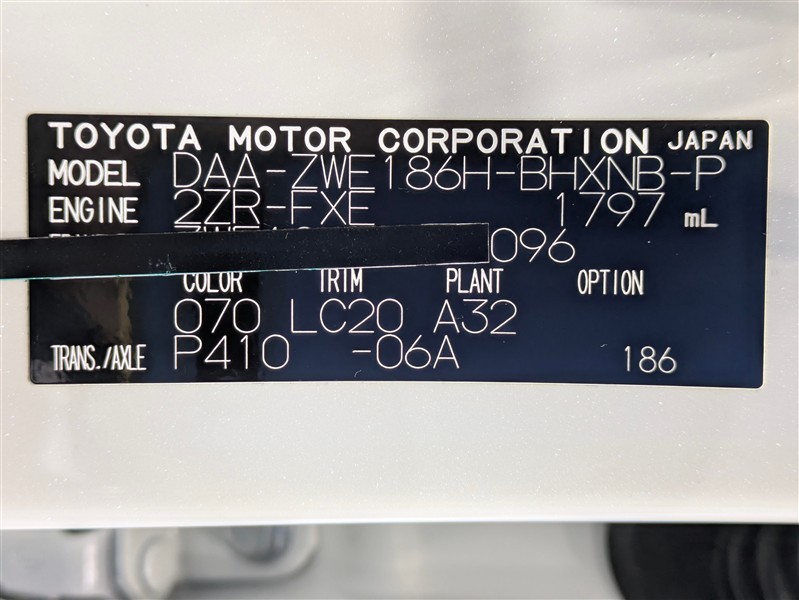 TOYOTA MOTOR CORPORATION JAPAN
MODEL DAA-ZWE186H-BHXNB-P
ENGINE 2ZR-FXE 1797 mL
096
COLOR TRIM PLANT OPTION
070 LC20 A32
TRANS./AXLE P410 -06A 186